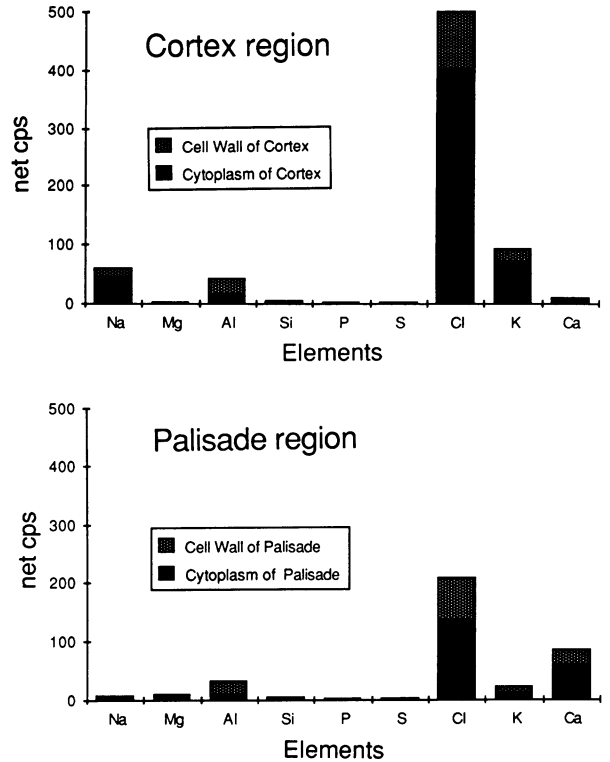 500
Cortex region
400
net cps
300
Cell Wall of Cortex
Cytoplasm of Cortex
200
100
0
Na Mg Al Si P S Cl K Ca
Elements
500
Palisade region
400
net cps
300
Cell Wall of Palisade
Cytoplasm of Palisade
200
100
0
Na Mg Al Si P S Cl K Ca
Elements